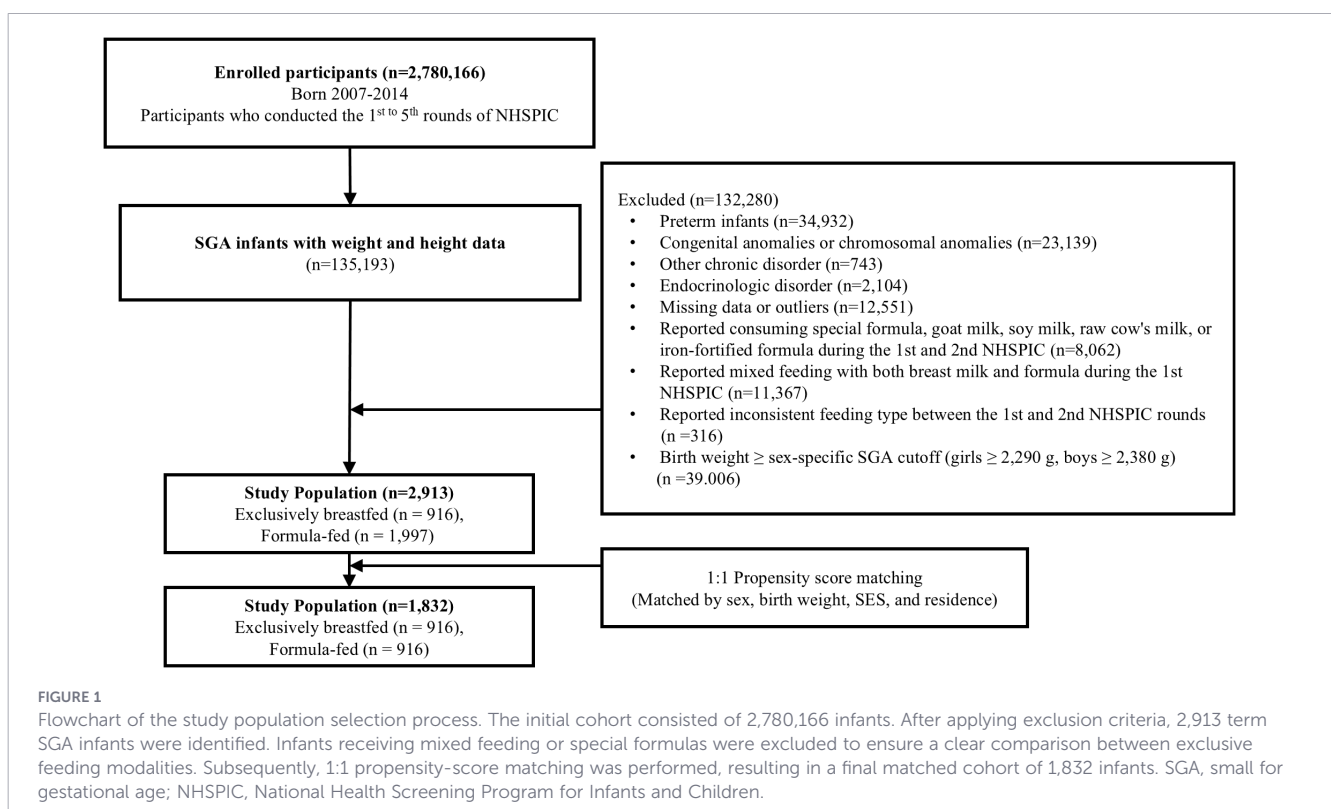 Enrolled participants (n=2,780,166)
Born 2007-2014
Participants who conducted the 1st to 5th rounds of NHSPIC
SGA infants with weight and height data
(n=135,193)
Excluded (n=132,280)
• Preterm infants (n=34,932)
• Congenital anomalies or chromosomal anomalies (n=23,139)
• Other chronic disorder (n=743)
• Endocrinologic disorder (n=2,104)
• Missing data or outliers (n=12,551)
• Reported consuming special formula, goat milk, soy milk, raw cow's milk, or
iron-fortified formula during the 1st and 2nd NHSPIC (n=8,062)
• Reported mixed feeding with both breast milk and formula during the 1st
NHSPIC (n=11,367)
• Reported inconsistent feeding type between the 1st and 2nd NHSPIC rounds
(n =316)
• Birth weight ≥ sex-specific SGA cutoff (girls ≥ 2,290 g, boys ≥ 2,380 g)
(n =39.006)
Study Population (n=2,913)
Exclusively breastfed (n = 916),
Formula-fed (n = 1,997)
1:1 Propensity score matching
(Matched by sex, birth weight, SES, and residence)
Study Population (n=1,832)
Exclusively breastfed (n = 916),
Formula-fed (n = 916)
FIGURE 1
Flowchart of the study population selection process. The initial cohort consisted of 2,780,166 infants. After applying exclusion criteria, 2,913 term
SGA infants were identified. Infants receiving mixed feeding or special formulas were excluded to ensure a clear comparison between exclusive
feeding modalities. Subsequently, 1:1 propensity-score matching was performed, resulting in a final matched cohort of 1,832 infants. SGA, small for
gestational age; NHSPIC, National Health Screening Program for Infants and Children.